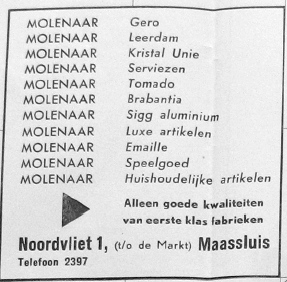 MOLENAAR Gero
MOLENAAR Leerdam
MOLENAAR Kristal Unie
MOLENAAR Serviezen
MOLENAAR Tomado
MOLENAAR Brabantia
MOLENAAR Sigg aluminium
MOLENAAR Luxe artikelen
MOLENAAR Emaille
MOLENAAR Speelgoed
MOLENAAR Huishoudelijke artikelen
Alleen goede kwaliteiten
van eerste klas fabrieken
Noordvliet 1, (t/o de Markt) Maassluis
Telefoon 2397